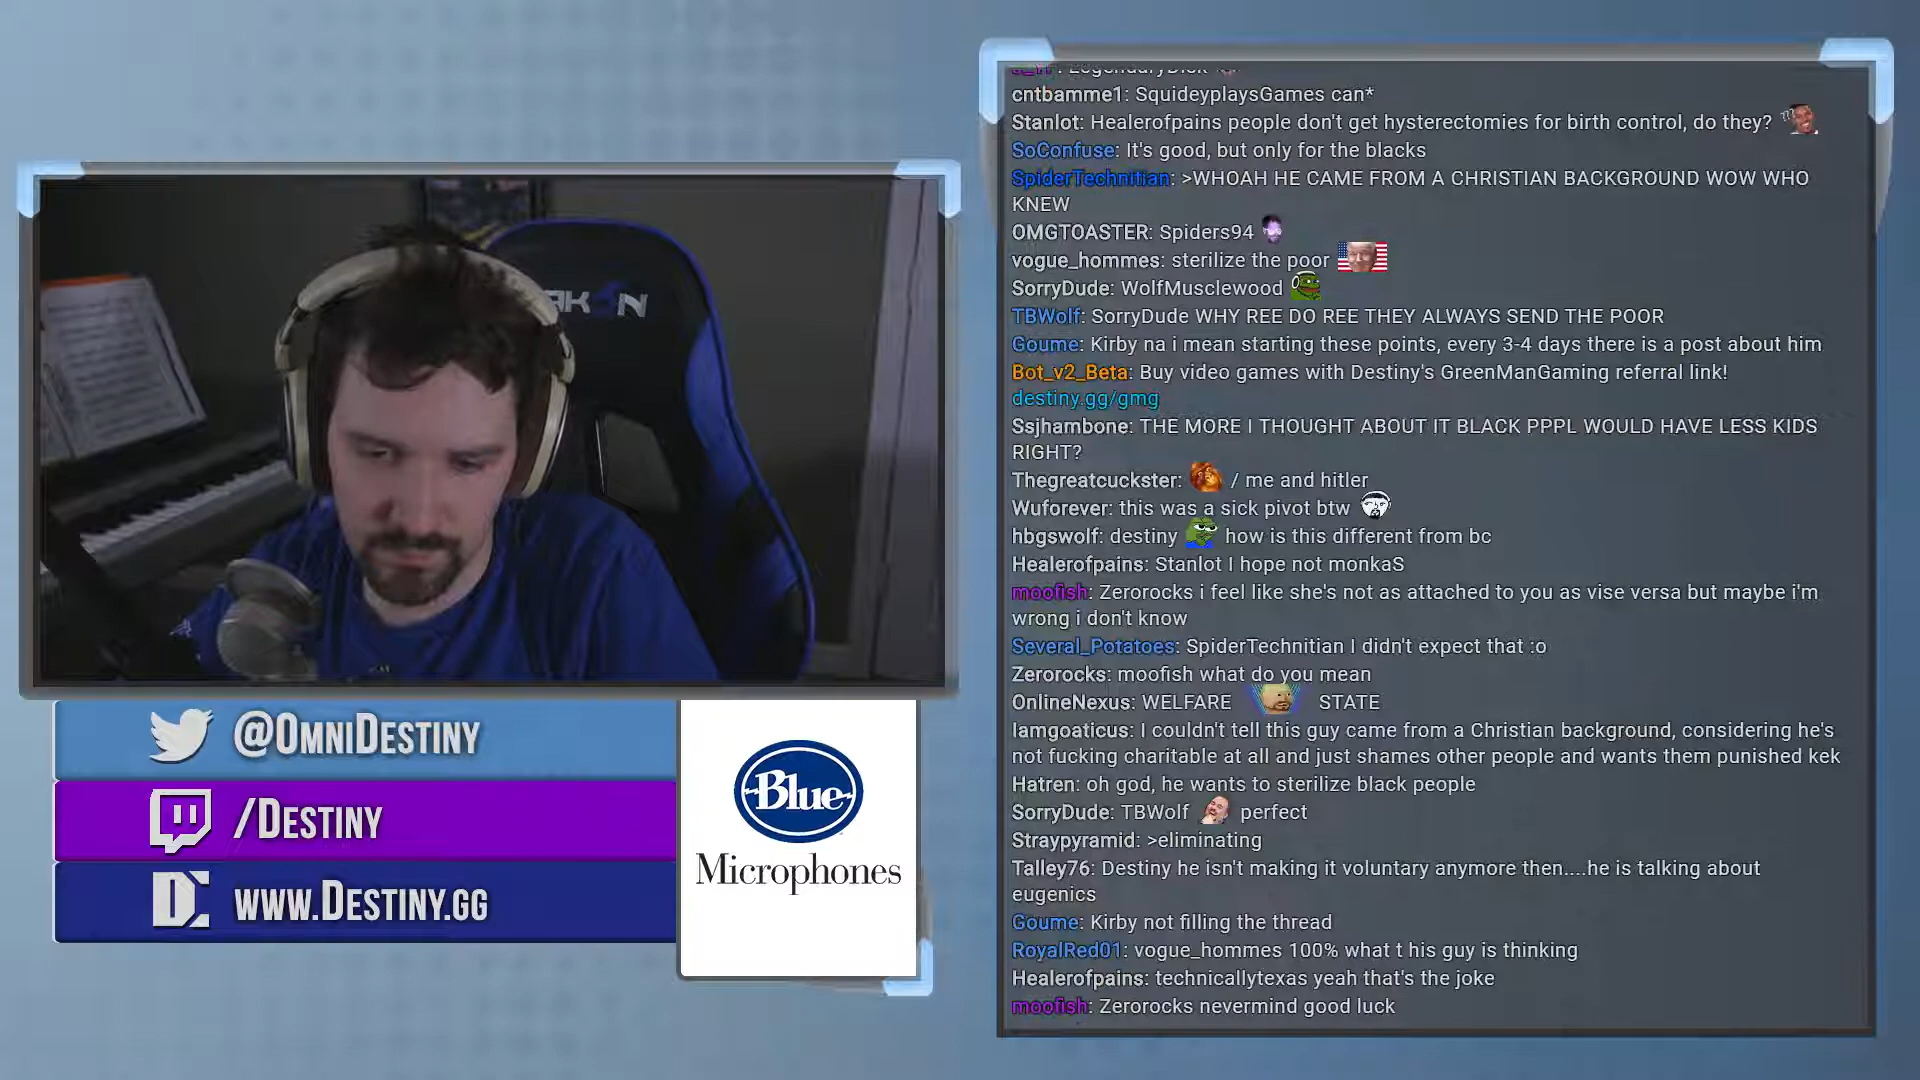 cntbamme1: SquideyplaysGames can*
Stanlot: Healerofpains people don't get hysterectomies for birth control, do they?
SoConfuse: It's good, but only for the blacks
SpiderTechnitian: >WHOAH HE CAME FROM A CHRISTIAN BACKGROUND WOW WHO
KNEW
OMGTOASTER: Spiders94
vogue_hommes: sterilize the poor
SorryDude: WolfMusclewood
TBWolf: SorryDude WHY REE DO REE THEY ALWAYS SEND THE POOR
Goume: Kirby na i mean starting these points, every 3-4 days there is a post about him
Bot_v2_Beta: Buy video games with Destiny's GreenManGaming referral link!
destiny.gg/gmg
Ssjhambone: THE MORE I THOUGHT ABOUT IT BLACK PPPL WOULD HAVE LESS KIDS
RIGHT?
Thegreatcuckster: / me and hitler
Wuforever: this was a sick pivot btw
hbgswolf: destiny how is this different from bc
Healerofpains: Stanlot I hope not monkaS
moofish: Zerorocks i feel like she's not as attached to you as vise versa but maybe i'm
wrong i don't know
Several_Potatoes: SpiderTechnitian I didn't expect that :o
Zerorocks: moofish what do you mean
OnlineNexus: WELFARE STATE
Iamgoaticus: I couldn't tell this guy came from a Christian background, considering he's
not fucking charitable at all and just shames other people and wants them punished kek
Hatren: oh god, he wants to sterilize black people
SorryDude: TBWolf perfect
Straypyramid: >eliminating
Talley76: Destiny he isn't making it voluntary anymore then....he is talking about
eugenics
Goume: Kirby not filling the thread
RoyalRed01: vogue_hommes 100% what t his guy is thinking
Healerofpains: technicallytexas yeah that's the joke
moofish: Zerorocks nevermind good luck
@OmniDestiny
/Destiny
www.Destiny.gg
Blue
Microphones